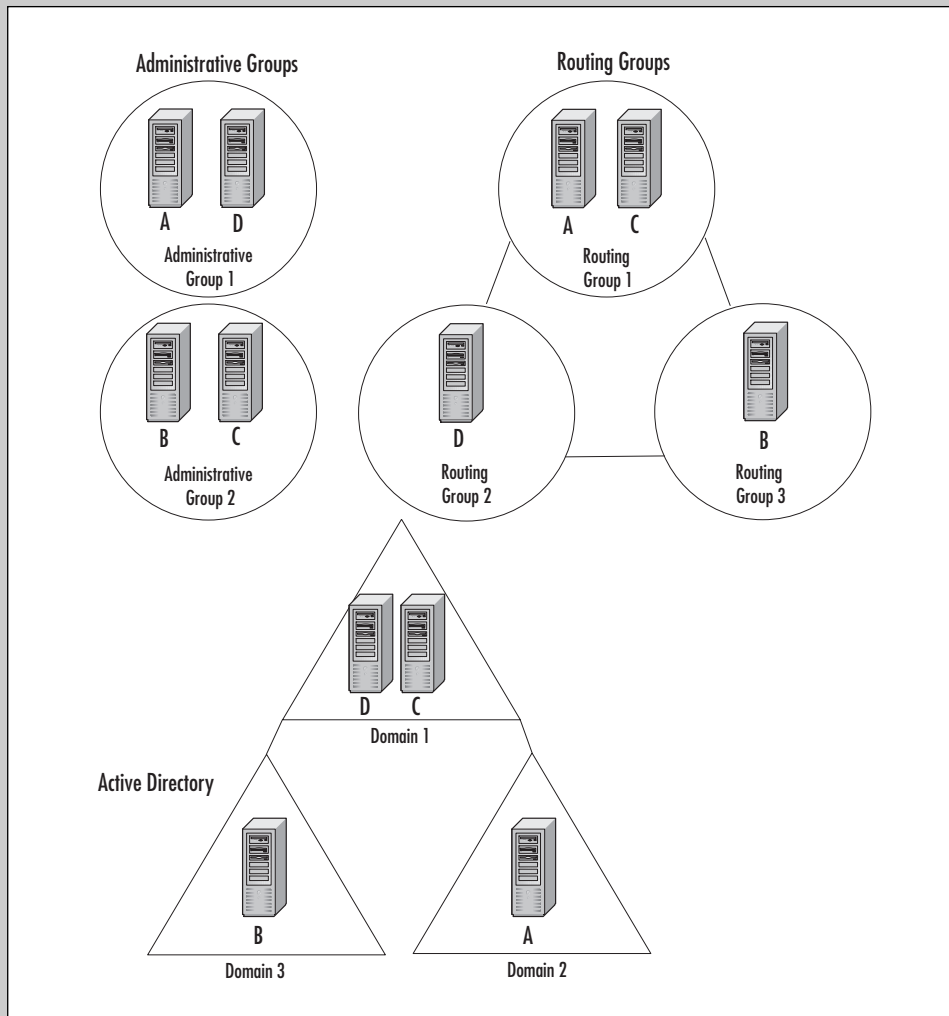 Administrative Groups
A D
Administrative
Group 1
B C
Administrative
Group 2
Routing Groups
A C
Routing
Group 1
D
Routing
Group 2
B
Routing
Group 3
D C
Domain 1
Active Directory
B
Domain 3
A
Domain 2